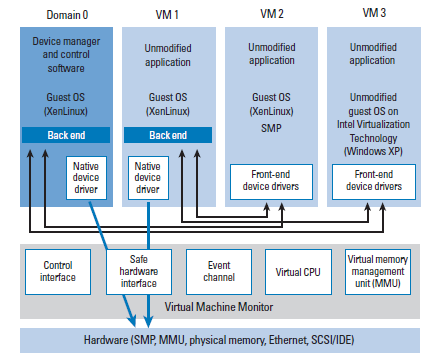 Domain 0
VM 1
VM 2
VM 3
Device manager
and control
software
Guest OS
(XenLinux)
Back end
Native
device
driver
Unmodified
application
Guest OS
(XenLinux)
Back end
Native
device
driver
Unmodified
application
Guest OS
(XenLinux)
SMP
Front-end
device drivers
Unmodified
application
Unmodified
guest OS on
Intel Virtualization
Technology
(Windows XP)
Front-end
device drivers
Control
interface
Safe
hardware
interface
Event
channel
Virtual CPU
Virtual memory
management
unit (MMU)
Virtual Machine Monitor
Hardware (SMP, MMU, physical memory, Ethernet, SCSI/IDE)